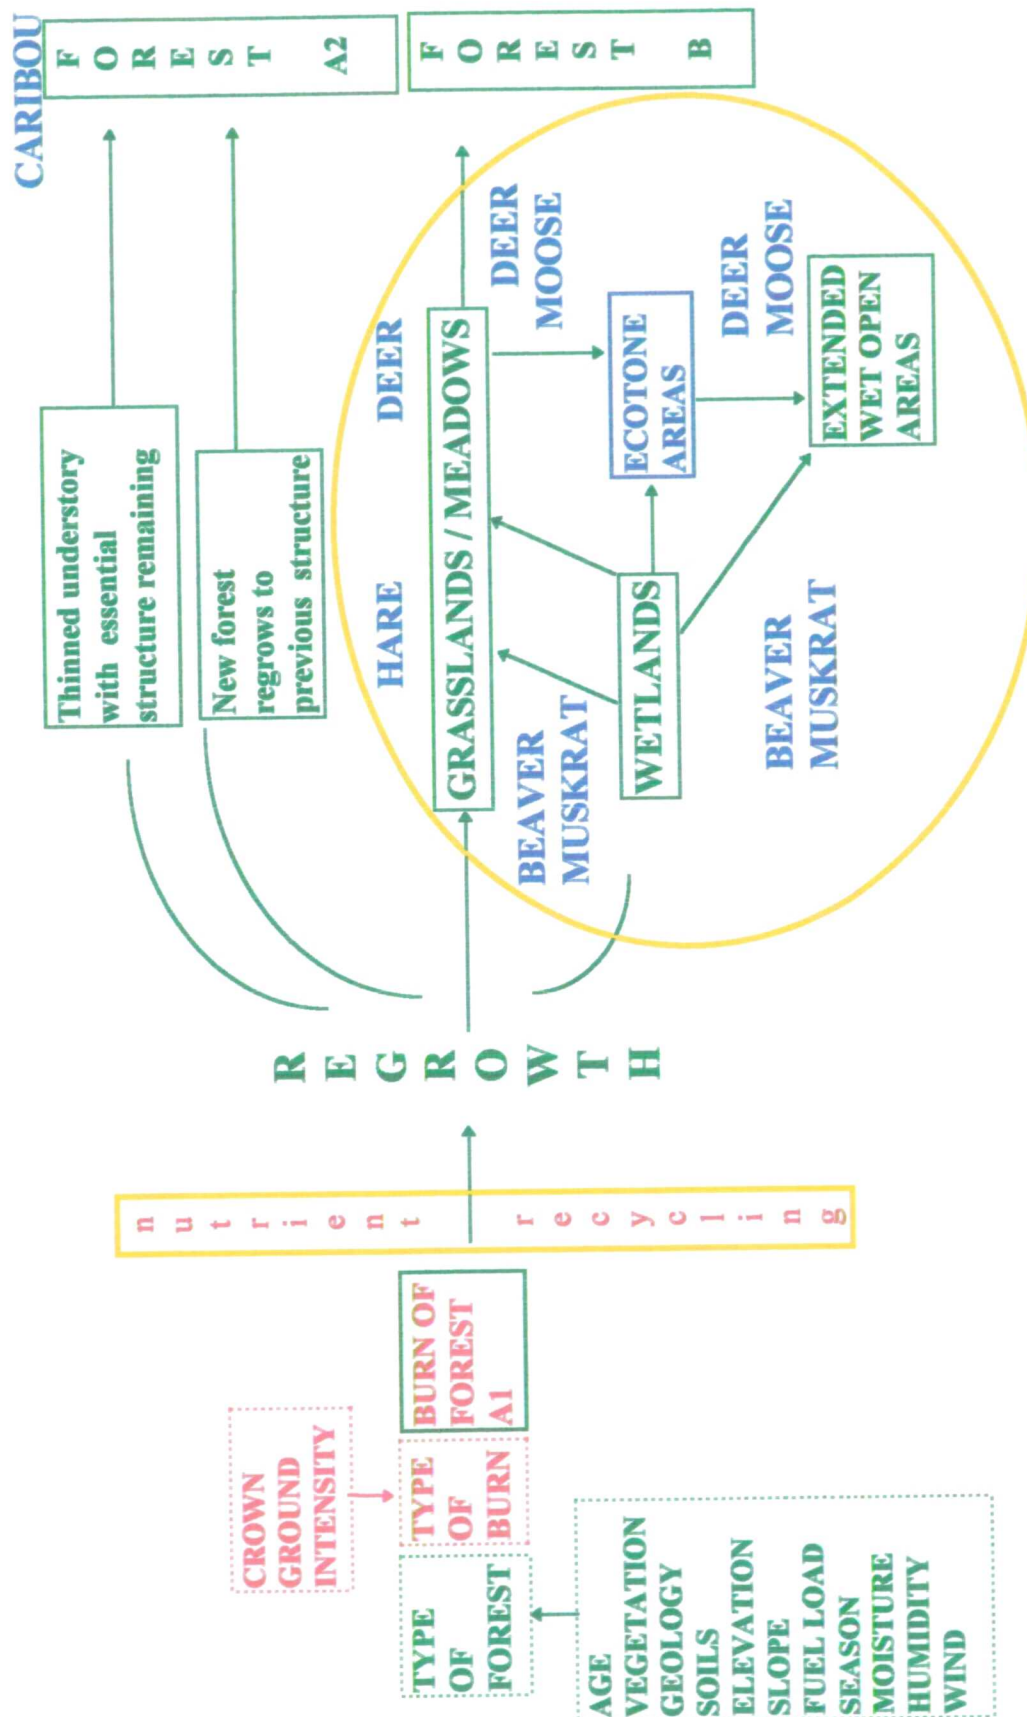 CROWN
GROUND
INTENSITY
TYPE
OF
FOREST
TYPE
OF
BURN
BURN OF
FOREST
A1
AGE
VEGETATION
GEOLOGY
SOILS
ELEVATION
SLOPE
FUEL LOAD
SEASON
MOISTURE
HUMIDITY
WIND
nutrient recycling
REGROWTH
Thinned understory
with essential
structure remaining
New forest
regrows to
previous structure
HARE
DEER
GRASSLANDS / MEADOWS
BEAVER
MUSKRAT
DEER
MOOSE
WETLANDS
ECOTONE
AREAS
BEAVER
MUSKRAT
DEER
MOOSE
EXTENDED
WET OPEN
AREAS
CARIBOU
FOREST A2
FOREST B